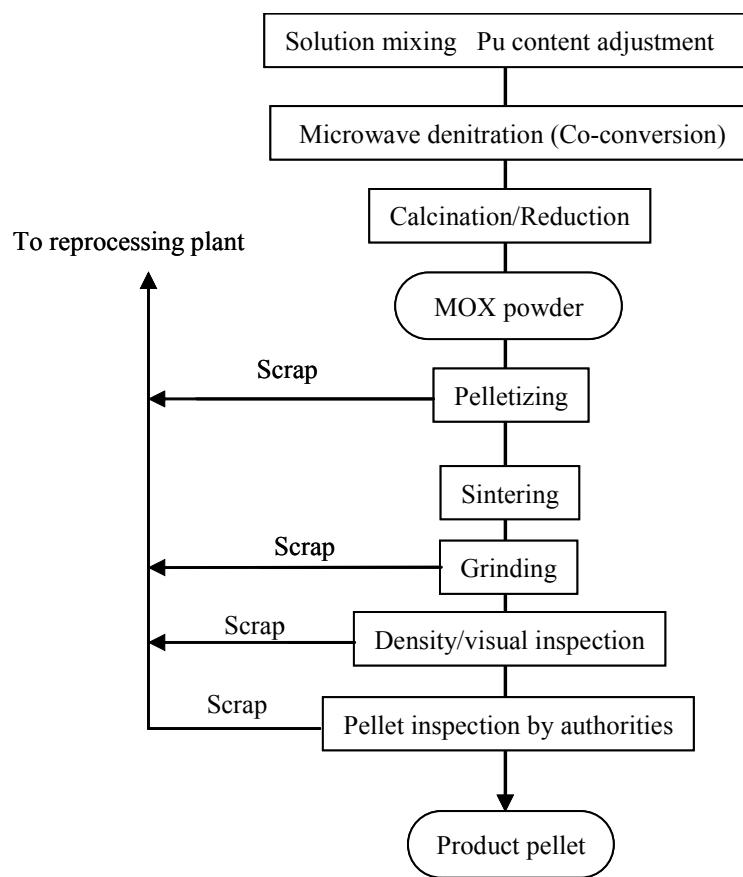 Solution mixing Pu content adjustment
Microwave denitration (Co-conversion)
Calcination/Reduction
To reprocessing plant
MOX powder
Scrap
Pelletizing
Sintering
Scrap
Grinding
Scrap
Density/visual inspection
Scrap
Pellet inspection by authorities
Product pellet